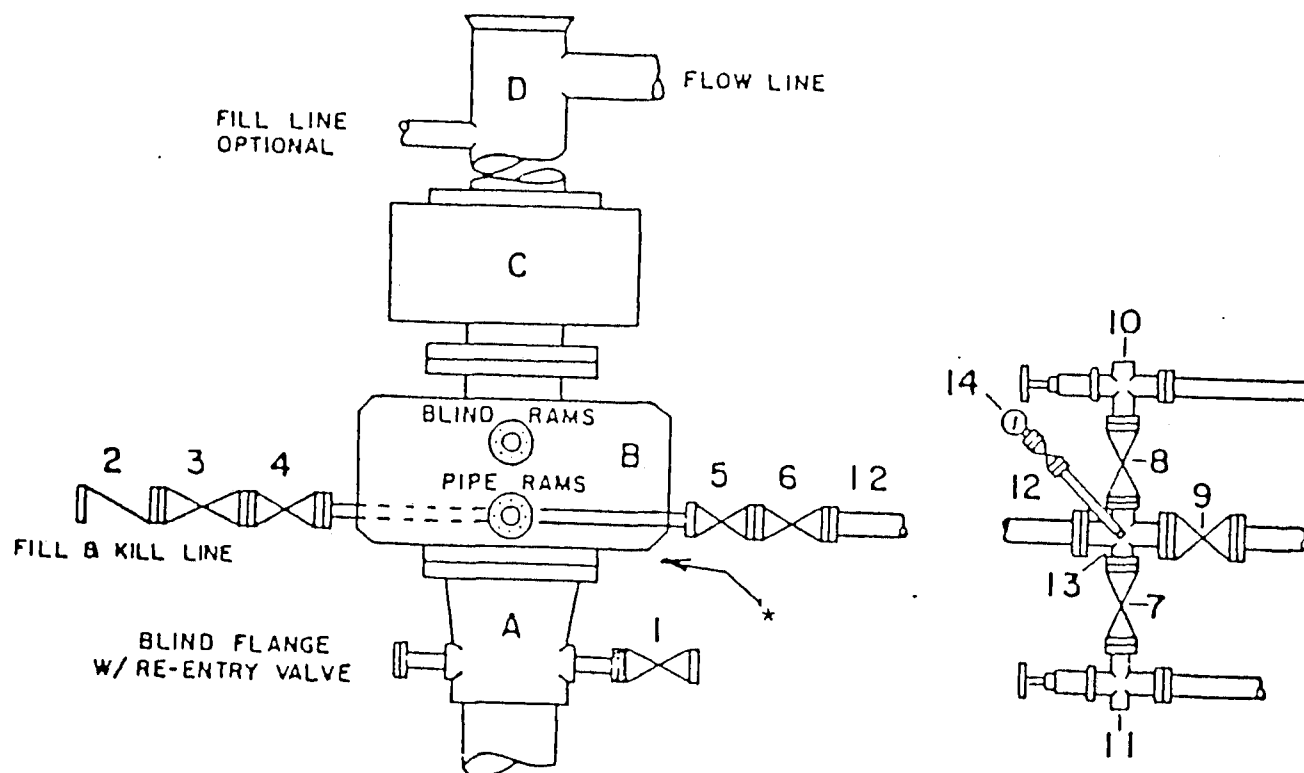 D
FLOW LINE
FILL LINE
OPTIONAL
C
10
14
BLIND RAMS
B
8
2 3 4
PIPE RAMS
5 6 12
12
9
FILL & KILL LINE
13
7
*
A
1
BLIND FLANGE
W/ RE-ENTRY VALVE
11